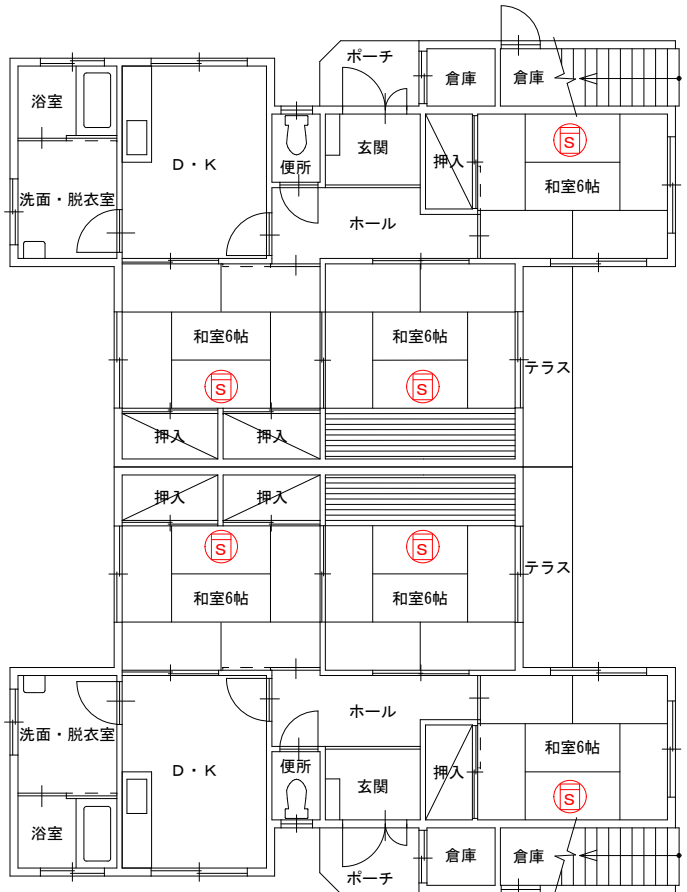 ポーチ
倉庫
倉庫
浴室
D・K
便所
玄関
押入
S
和室6帖
洗面・脱衣室
ホール
和室6帖
和室6帖
テラス
S
S
押入
押入
押入
押入
S
S
テラス
和室6帖
和室6帖
洗面・脱衣室
ホール
和室6帖
D・K
便所
玄関
押入
S
浴室
倉庫
倉庫
ポーチ